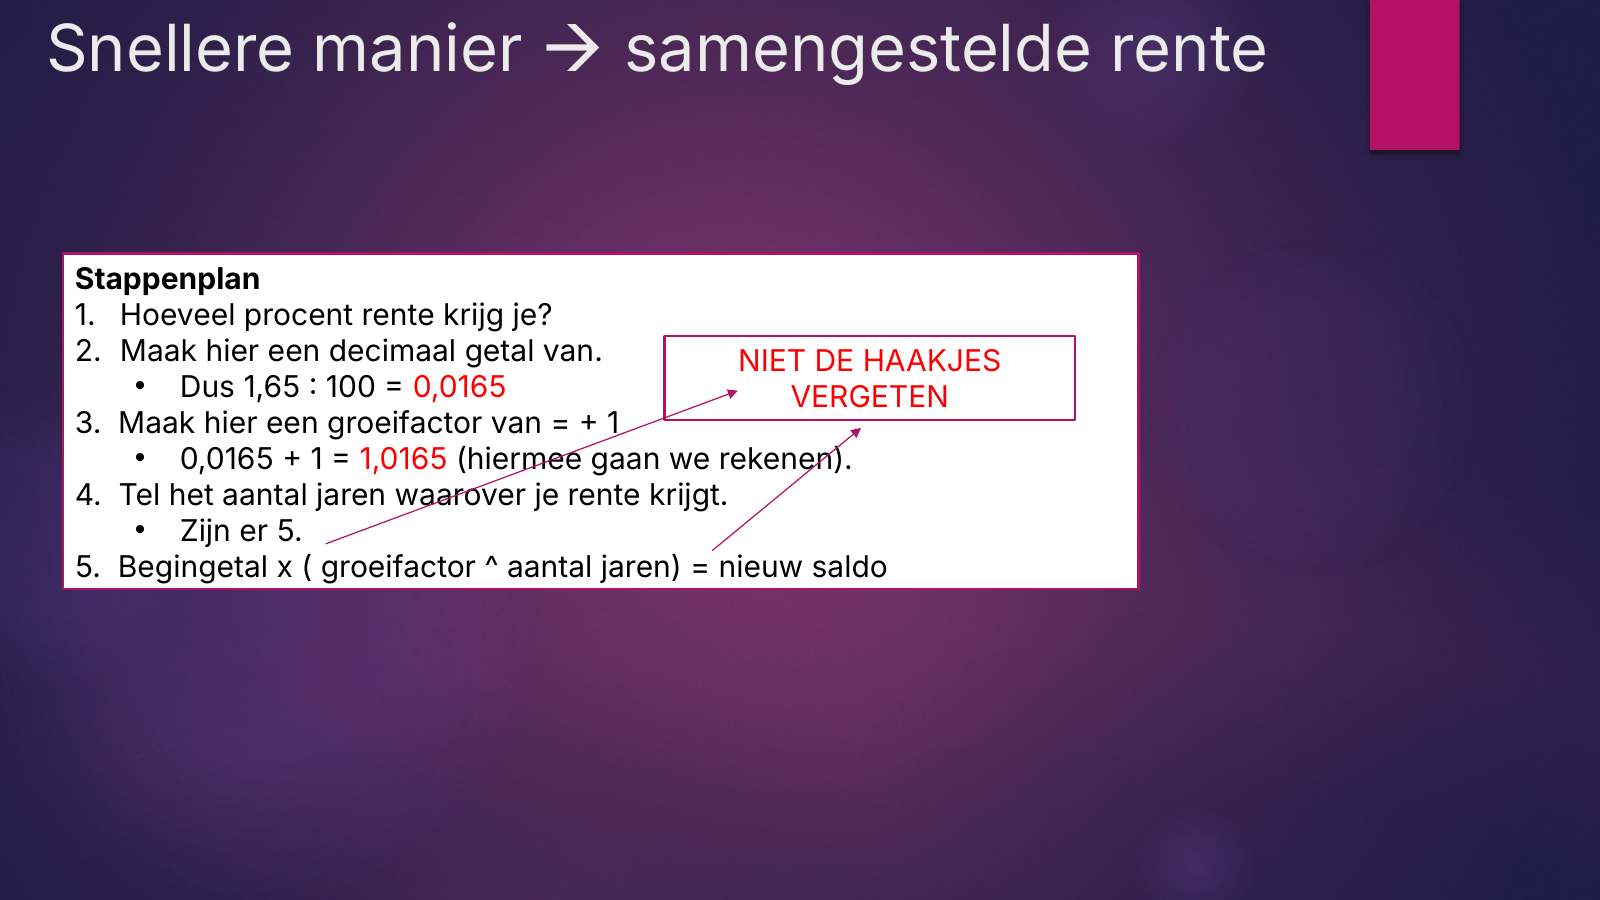 Snellere manier → samengestelde rente
Stappenplan
1. Hoeveel procent rente krijg je?
2. Maak hier een decimaal getal van.
• Dus 1,65 : 100 = 0,0165
3. Maak hier een groeifactor van = + 1
• 0,0165 + 1 = 1,0165 (hiermee gaan we rekenen).
4. Tel het aantal jaren waarover je rente krijgt.
• Zijn er 5.
5. Begingetal x ( groeifactor ^ aantal jaren) = nieuw saldo
NIET DE HAAKJES
VERGETEN